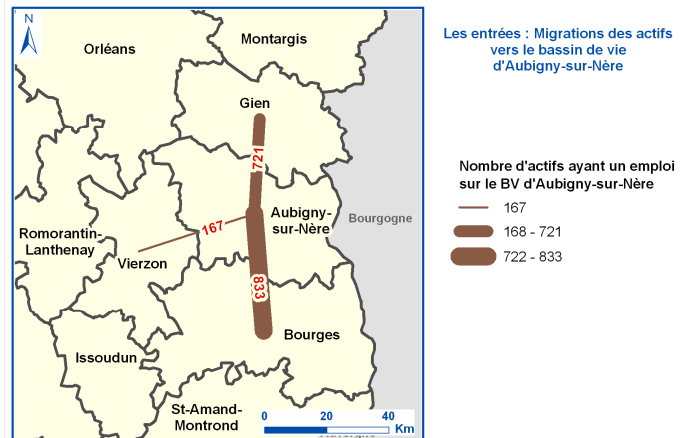 N
Orléans
Montargis
Gien
721
Aubigny-
sur-Nère
Bourgogne
167
Romorantin-
Lanthenay
Vierzon
833
Bourges
Issoudun
St-Amand-
Montrond
0 20 40
Km
Auvergne
Les entrées : Migrations des actifs
vers le bassin de vie
d'Aubigny-sur-Nère
Nombre d'actifs ayant un emploi
sur le BV d'Aubigny-sur-Nère
167
168 - 721
722 - 833